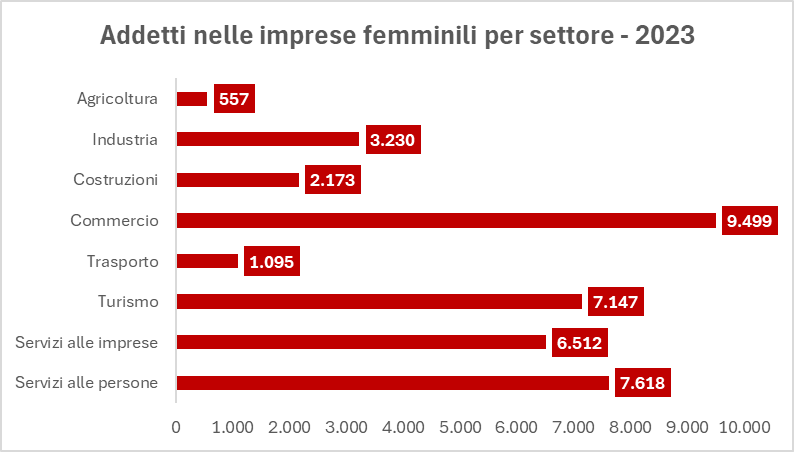 Addetti nelle imprese femminili per settore - 2023
Agricoltura 557
Industria 3.230
Costruzioni 2.173
Commercio 9.499
Trasporto 1.095
Turismo 7.147
Servizi alle imprese 6.512
Servizi alle persone 7.618
0 1.000 2.000 3.000 4.000 5.000 6.000 7.000 8.000 9.000 10.000